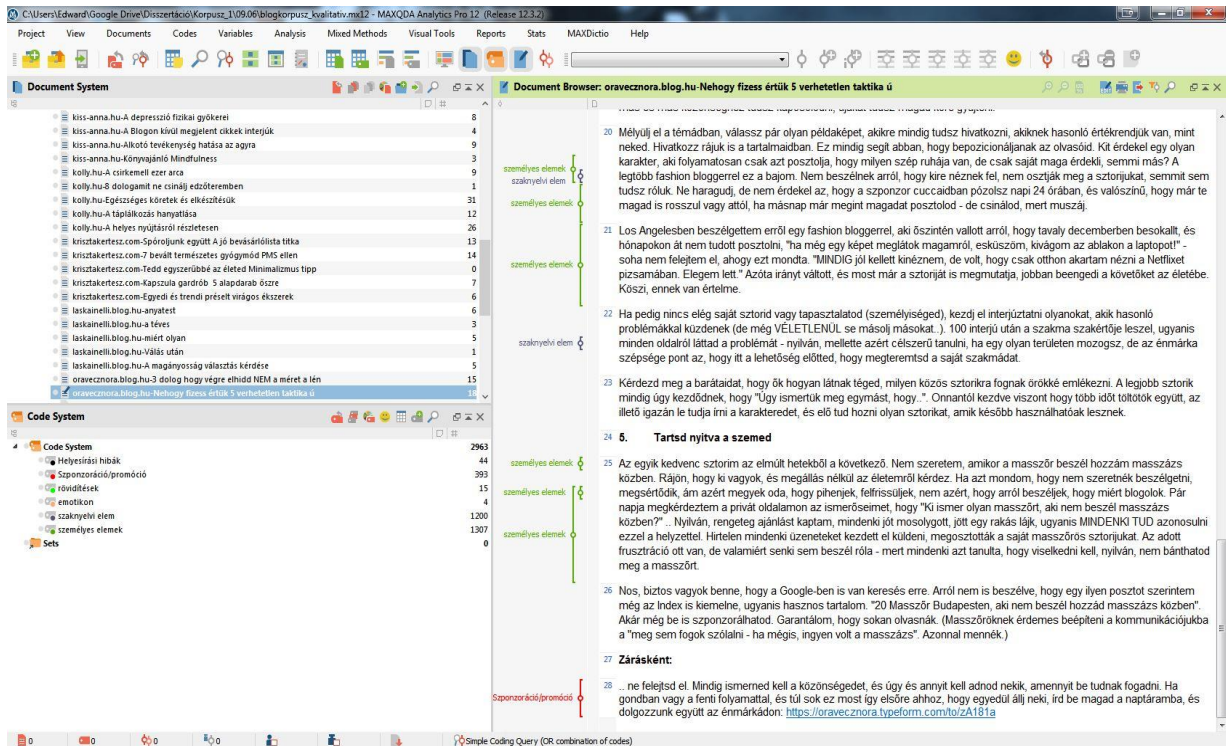 C:\Users\Edward\Google Drive\Disszertáció\Korpusz_1\09.06\blogkorpusz_kvalitativ.mx12 - MAXQDA Analytics Pro 12 (Release 12.3.2)
Project View Documents Codes Variables Analysis Mixed Methods Visual Tools Reports Stats MAXDictio Help
Document System
kiss-anna.hu-A depresszió fizikai gyökerei 8
kiss-anna.hu-A Blogon kívül megjelent cikkek interjúk 4
kiss-anna.hu-Alkotó tevékenység hatása az agyra 9
kiss-anna.hu-Könyvajánló Mindfulness 3
kolly.hu-A csirkemell ezer arca 9
kolly.hu-8 dologamit ne csinálj edzőteremben 1
kolly.hu-Egészséges köretek és elkészítésük 31
kolly.hu-A táplálkozás hanyatlása 12
kolly.hu-A helyes nyújtásról részletesen 26
krisztakertesz.com-Spóroljunk együtt A jó bevásárlólista titka 13
krisztakertesz.com-7 bevált természetes gyógymód PMS ellen 14
krisztakertesz.com-Tedd egyszerűbbé az életed Minimalizmus tipp 0
krisztakertesz.com-Kapszula gardrób 5 alapdarab őszre 7
krisztakertesz.com-Egyedi és trendi préselt virágos ékszerek 6
laskainelli.blog.hu-anyatest 6
laskainelli.blog.hu-a téves 3
laskainelli.blog.hu-miért olyan 5
laskainelli.blog.hu-Válás után 1
laskainelli.blog.hu-A magányosság választás kérdése 5
oravecznora.blog.hu-3 dolog hogy végre elhidd NEM a méret a lén 15
oravecznora.blog.hu-Nehogy fizess értük 5 verhetetlen taktika ú 18
Code System
Code System 2963
Helyesírási hibák 44
Szponzoráció/promóció 393
rövidítések 15
emotikon 4
szaknyelvi elem 1200
személyes elemek 1307
Sets 0
Document Browser: oravecznora.blog.hu-Nehogy fizess értük 5 verhetetlen taktika ú
személyes elemek
szaknyelvi elem
személyes elemek
személyes elemek
szaknyelvi elem
személyes elemek
személyes elemek
személyes elemek
Szponzoráció/promóció
20 Mélyülj el a témádban, válassz pár olyan példaképet, akikre mindig tudsz hivatkozni, akiknek hasonló értékrendjük van, mint
neked. Hivatkozz rájuk is a tartalmaidban. Ez mindig segít abban, hogy bepozicionáljanak az olvasóid. Kit érdekel egy olyan
karakter, aki folyamatosan csak azt posztolja, hogy milyen szép ruhája van, de csak saját maga érdekli, semmi más? A
legtöbb fashion bloggerrel ez a bajom. Nem beszélnek arról, hogy kire néznek fel, nem osztják meg a sztorijukat, semmit sem
tudsz róluk. Ne haragudj, de nem érdekel az, hogy a szponzor cuccaidban pózolsz napi 24 órában, és valószínű, hogy már te
magad is rosszul vagy attól, ha másnap már megint magadat posztolod - de csinálod, mert muszáj.
21 Los Angelesben beszélgettem erről egy fashion bloggerrel, aki őszintén vallott arról, hogy tavaly decemberben besokallt, és
hónapokon át nem tudott posztolni, "ha még egy képet meglátok magamról, esküszöm, kivágom az ablakon a laptopot!" -
soha nem felejtem el, ahogy ezt mondta. "MINDIG jól kellett kinéznem, de volt, hogy csak otthon akartam nézni a Netflixet
pizsamában. Elegem lett." Azóta irányt váltott, és most már a sztoriját is megmutatja, jobban beengedi a követőket az életébe.
Köszi, ennek van értelme.
22 Ha pedig nincs elég saját sztorid vagy tapasztalatod (személyiséged), kezdj el interjúztatni olyanokat, akik hasonló
problémákkal küzdenek (de még VÉLETLENÜL se másolj másokat..). 100 interjú után a szakma szakértője leszel, ugyanis
minden oldalról láttad a problémát - nyilván, mellette azért célszerű tanulni, ha egy olyan területen mozogsz, de az énmárka
szépsége pont az, hogy itt a lehetőség előtted, hogy megteremtsd a saját szakmádat.
23 Kérdezd meg a barátaidat, hogy ők hogyan látnak téged, milyen közös sztorikra fognak örökké emlékezni. A legjobb sztorik
mindig úgy kezdődnek, hogy "Úgy ismertük meg egymást, hogy..". Onnantól kezdve viszont hogy több időt töltötök együtt, az
illető igazán le tudja írni a karakteredet, és elő tud hozni olyan sztorikat, amik később használhatóak lesznek.
24 5. Tartsd nyitva a szemed
25 Az egyik kedvenc sztorim az elmúlt hetekből a következő. Nem szeretem, amikor a masszőr beszél hozzám masszázs
közben. Rájön, hogy ki vagyok, és megállás nélkül az életemről kérdez. Ha azt mondom, hogy nem szeretnék beszélgetni,
megsértődik, ám azért megyek oda, hogy pihenjek, felfrissüljek, nem azért, hogy arról beszéljek, hogy miért blogolok. Pár
napja megkérdeztem a privát oldalamon az ismerőseimet, hogy "Ki ismer olyan masszőrt, aki nem beszél masszázs
közben?" .. Nyilván, rengeteg ajánlást kaptam, mindenki jót mosolygott, jött egy rakás lájk, ugyanis MINDENKI TUD azonosulni
ezzel a helyzettel. Hirtelen mindenki üzeneteket kezdett el küldeni, megosztották a saját masszőrös sztorijukat. Az adott
frusztráció ott van, de valamiért senki sem beszél róla - mert mindenki azt tanulta, hogy viselkedni kell, nyilván, nem bánthatod
meg a masszőrt.
26 Nos, biztos vagyok benne, hogy a Google-ben is van keresés erre. Arról nem is beszélve, hogy egy ilyen posztot szerintem
még az Index is kiemelne, ugyanis hasznos tartalom. "20 Masszőr Budapesten, aki nem beszél hozzád masszázs közben".
Akár még be is szponzorálhatod. Garantálom, hogy sokan olvasnák. (Masszőröknek érdemes beépíteni a kommunikációjukba
a "meg sem fogok szólalni - ha mégis, ingyen volt a masszázs". Azonnal mennék.)
27 Zárásként:
28 .. ne felejtsd el. Mindig ismerned kell a közönségedet, és úgy és annyit kell adnod nekik, amennyit be tudnak fogadni. Ha
gondban vagy a fenti folyamattal, és túl sok ez most így elsőre ahhoz, hogy egyedül állj neki, írd be magad a naptáramba, és
dolgozzunk együtt az énmárkádon: https://oravecznora.typeform.com/to/zA181a
0 0 0 0 Simple Coding Query (OR combination of codes)